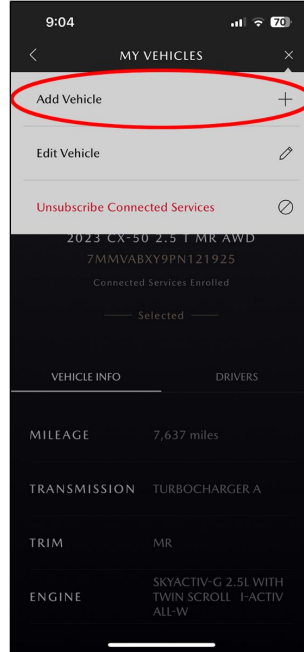 9:04
70
MY VEHICLES
Add Vehicle
Edit Vehicle
Unsubscribe Connected Services
2023 CX-50 2.5 T MR AWD
7MMVABXY9PN121925
Connected Services Enrolled
Selected
VEHICLE INFO DRIVERS
MILEAGE 7,637 miles
TRANSMISSION TURBOCHARGER A
TRIM MR
SKYACTIV-G 2.5L WITH
ENGINE TWIN SCROLL I-ACTIV
ALL-W